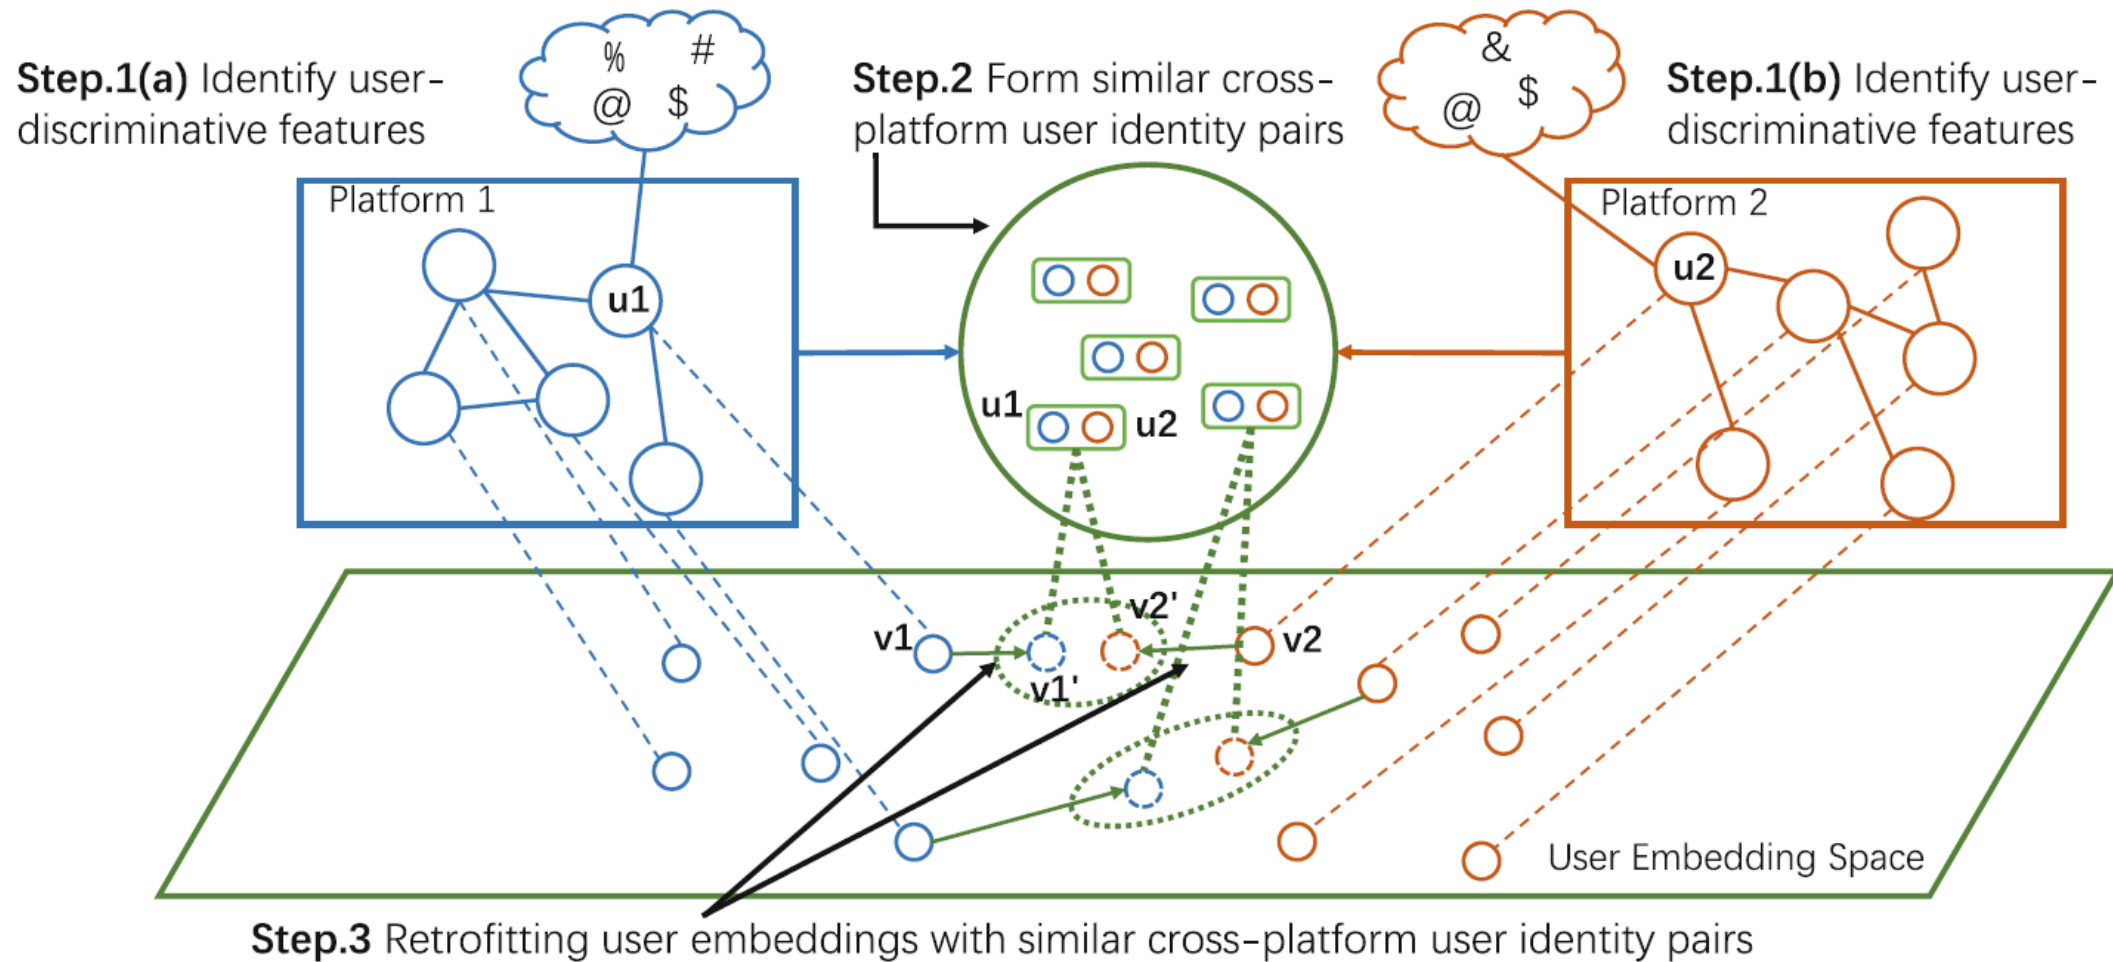 Step.1(a) Identify user-
discriminative features
% #
@ $
Step.2 Form similar cross-
platform user identity pairs
&
@ $
Step.1(b) Identify user-
discriminative features
Platform 1
u1
Platform 2
u2
u1
u2
v1
v1'
v2'
v2
User Embedding Space
Step.3 Retrofitting user embeddings with similar cross-platform user identity pairs